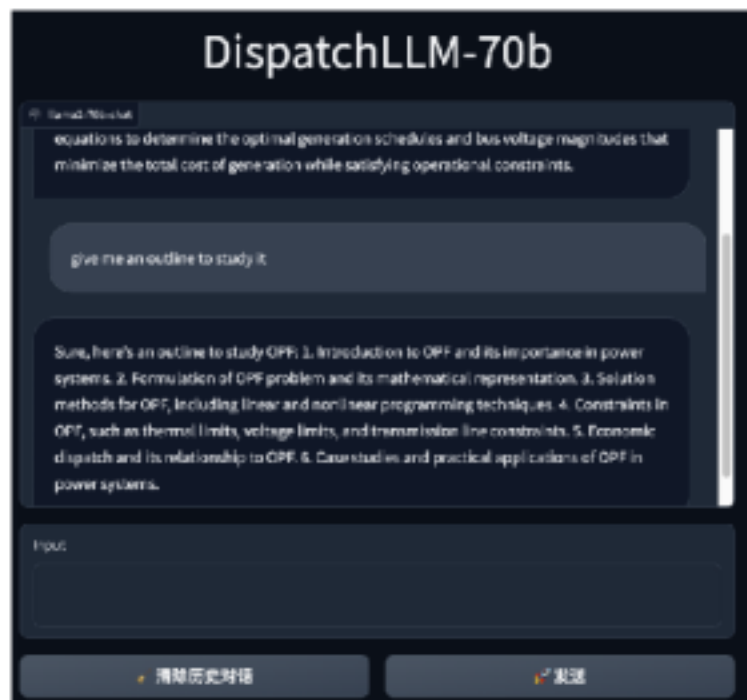 DispatchLLM-70b
llama2-70b-chat
equations to determine the optimal generation schedules and bus voltage magnitudes that
minimize the total cost of generation while satisfying operational constraints.
give me an outline to study it
Sure, here's an outline to study OPF: 1. Introduction to OPF and its importance in power
systems. 2. Formulation of OPF problem and its mathematical representation. 3. Solution
methods for OPF, including linear and nonlinear programming techniques. 4. Constraints in
OPF, such as thermal limits, voltage limits, and transmission line constraints. 5. Economic
dispatch and its relationship to OPF. 6. Case studies and practical applications of OPF in
power systems.
Input
清除历史对话
发送